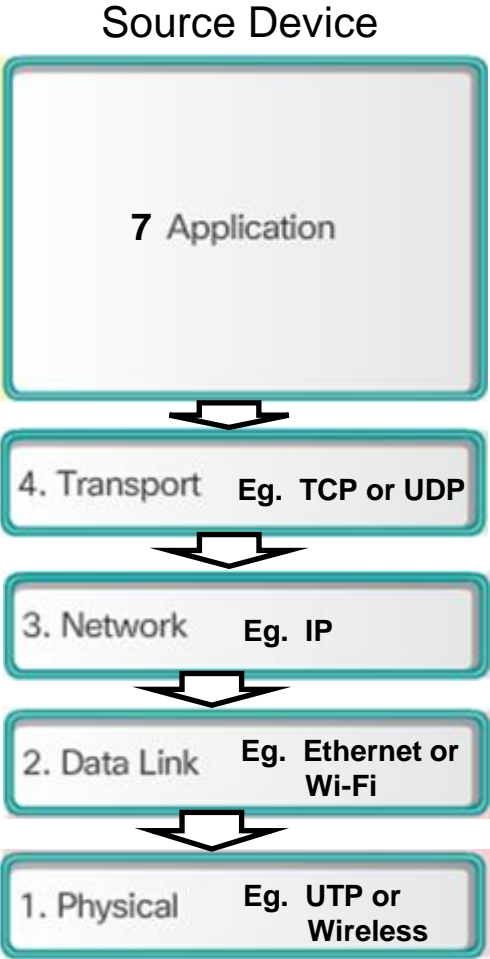 Source Device
7 Application
4. Transport Eg. TCP or UDP
3. Network Eg. IP
2. Data Link Eg. Ethernet or
Wi-Fi
1. Physical Eg. UTP or
Wireless